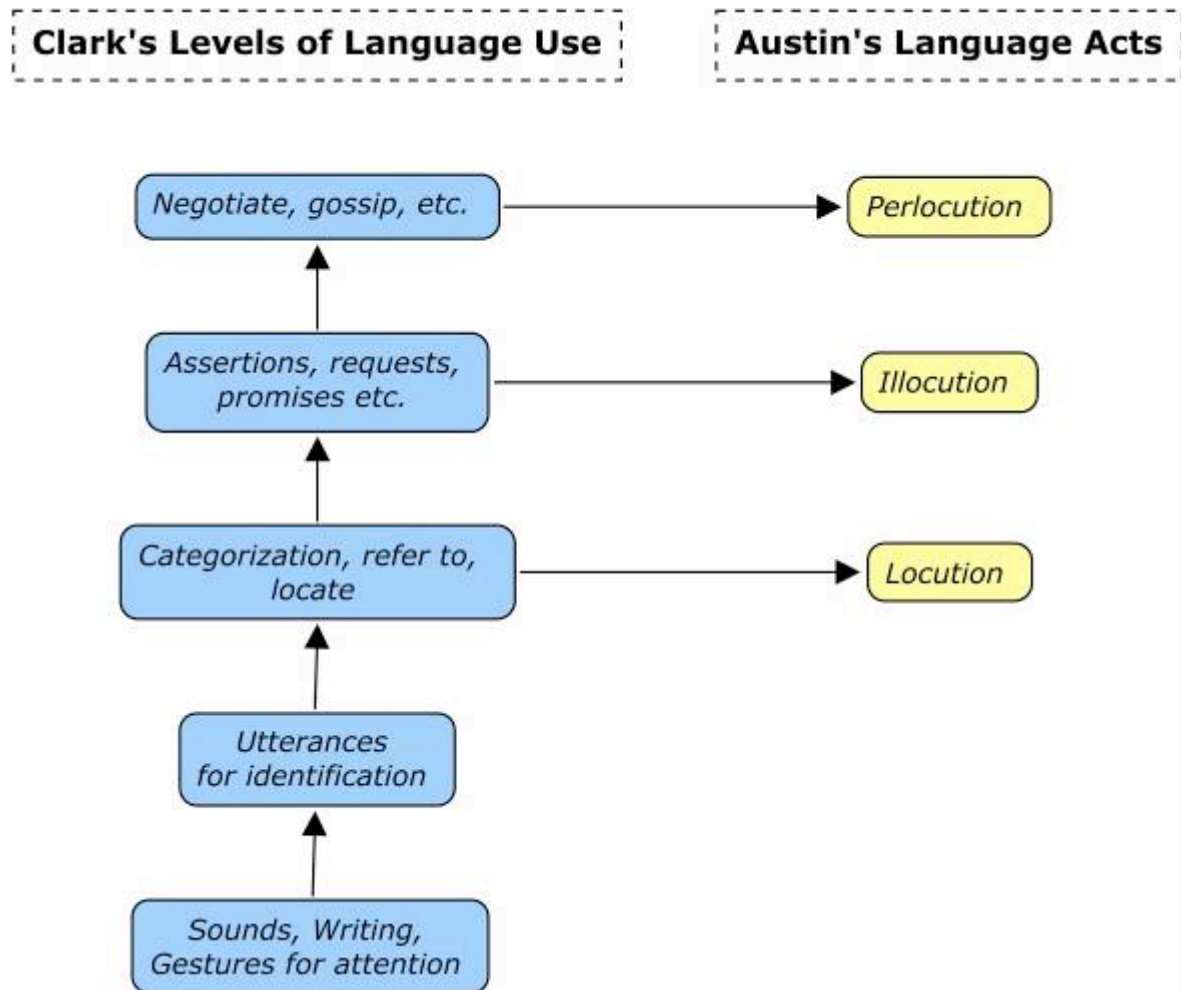 Clark's Levels of Language Use
Austin's Language Acts
Negotiate, gossip, etc.
Perlocution
Assertions, requests,
promises etc.
Illocution
Categorization, refer to,
locate
Locution
Utterances
for identification
Sounds, Writing,
Gestures for attention